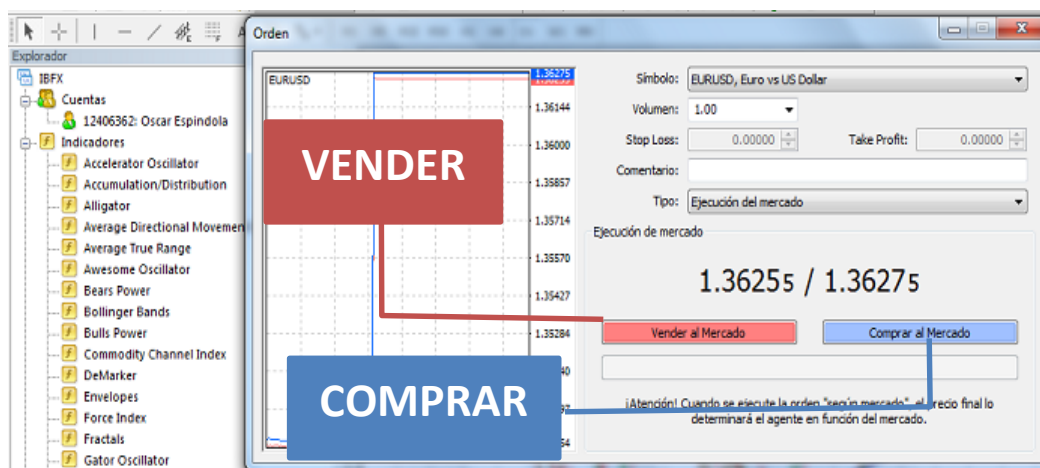 Orden
Explorador
IBFX
Cuentas
12406362: Oscar Espindola
Indicadores
Accelerator Oscillator
Accumulation/Distribution
Alligator
Average Directional Movemen
Average True Range
Awesome Oscillator
Bears Power
Bollinger Bands
Bulls Power
Commodity Channel Index
DeMarker
Envelopes
Force Index
Fractals
Gator Oscillator
EURUSD
1.36275
1.36144
1.36000
1.35857
1.35714
1.35570
1.35427
1.35284
VENDER
COMPRAR
Símbolo: EURUSD, Euro vs US Dollar
Volumen: 1.00
Stop Loss: 0.00000 Take Profit: 0.00000
Comentario:
Tipo: Ejecución del mercado
Ejecución de mercado
1.36255 / 1.36275
Vender al Mercado Comprar al Mercado
¡Atención! Cuando se ejecute la orden "según mercado", el precio final lo
determinará el agente en función del mercado.